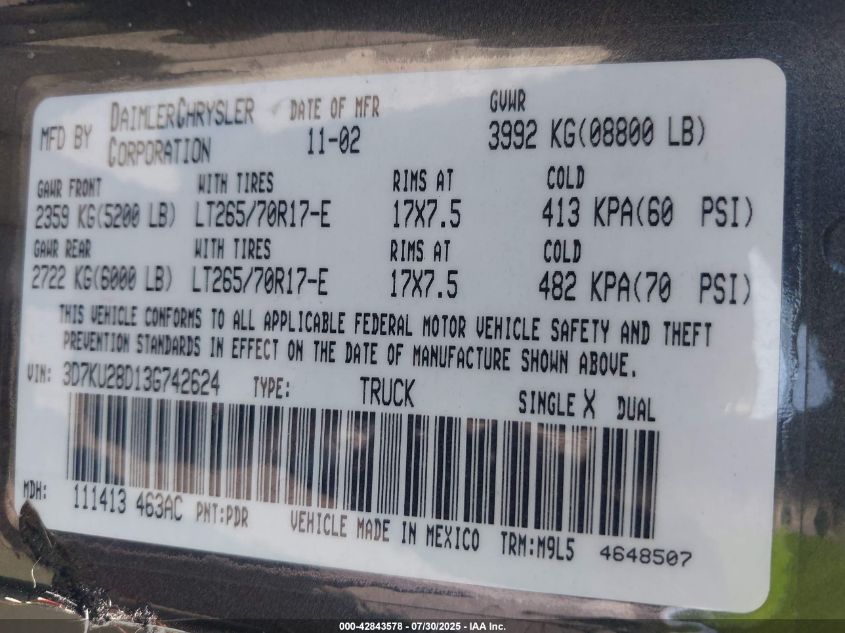 MFD BY DAIMLERCHRYSLER CORPORATION DATE OF MFR 11-02 GVWR 3992 KG(08800 LB)
GAWR FRONT WITH TIRES RIMS AT COLD
2359 KG(5200 LB) LT265/70R17-E 17X7.5 413 KPA(60 PSI)
GAWR REAR WITH TIRES RIMS AT COLD
2722 KG(6000 LB) LT265/70R17-E 17X7.5 482 KPA(70 PSI)
THIS VEHICLE CONFORMS TO ALL APPLICABLE FEDERAL MOTOR VEHICLE SAFETY AND THEFT
PREVENTION STANDARDS IN EFFECT ON THE DATE OF MANUFACTURE SHOWN ABOVE.
VIN: 3D7KU28D13G742624 TYPE: TRUCK SINGLE X DUAL
MDH: 111413 463AC PNT:PDR VEHICLE MADE IN MEXICO TRM:M9L5 4648507
000-42843578 - 07/30/2025 - IAA Inc.